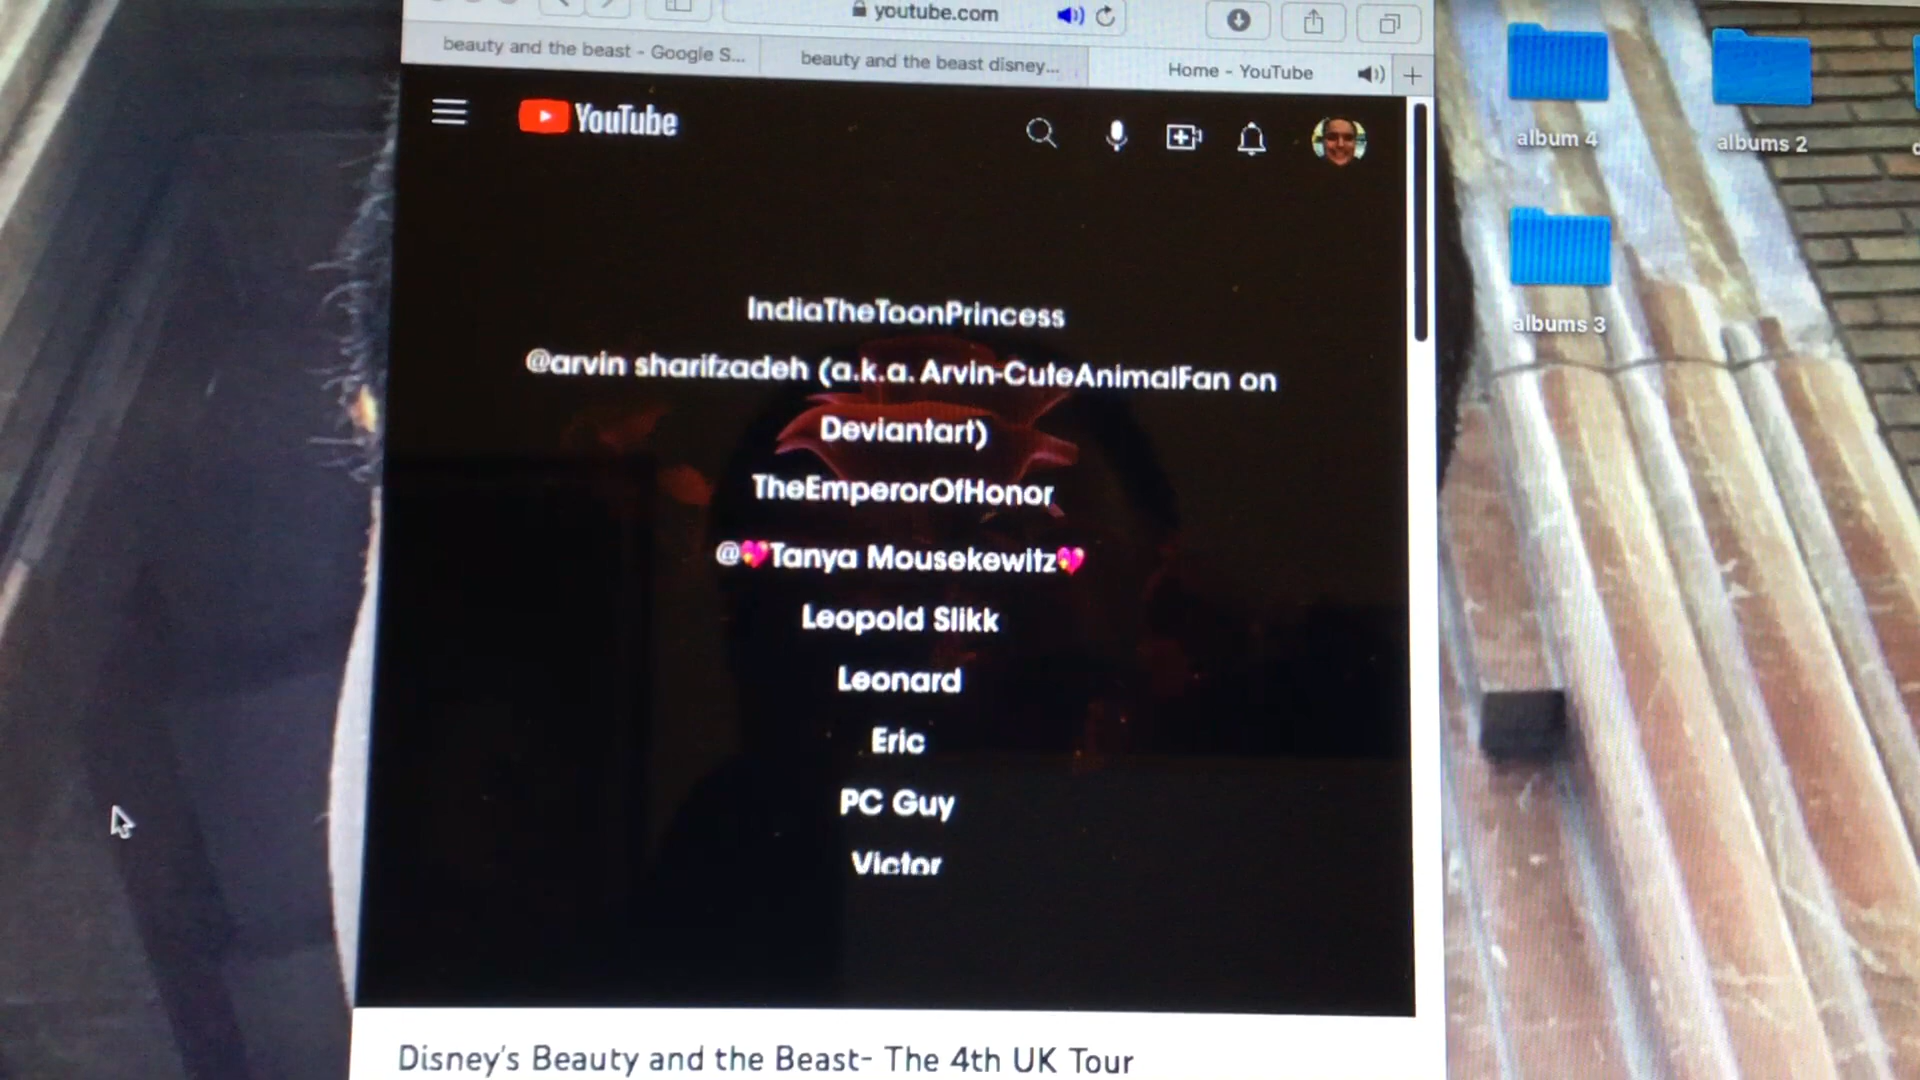 youtube.com
beauty and the beast - Google S...
beauty and the beast disney...
Home - YouTube
YouTube
album 4
albums 2
albums 3
IndiaTheToonPrincess
@arvin sharifzadeh (a.k.a. Arvin-CuteAnimalFan on
Deviantart)
TheEmperorOfHonor
@💖Tanya Mousekewitz💖
Leopold Slikk
Leonard
Eric
PC Guy
Victor
Disney's Beauty and the Beast- The 4th UK Tour